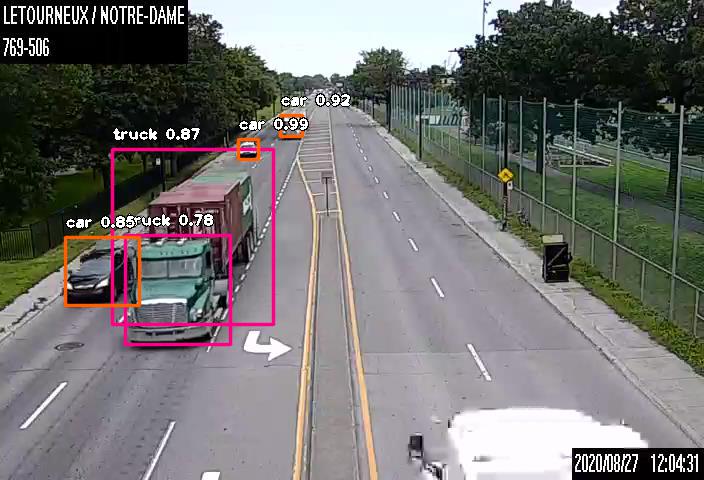 LETOURNEUX / NOTRE-DAME
769-506
car 0.92
car 0.99
truck 0.87
car 0.85
truck 0.78
2020/08/27 12:04:31